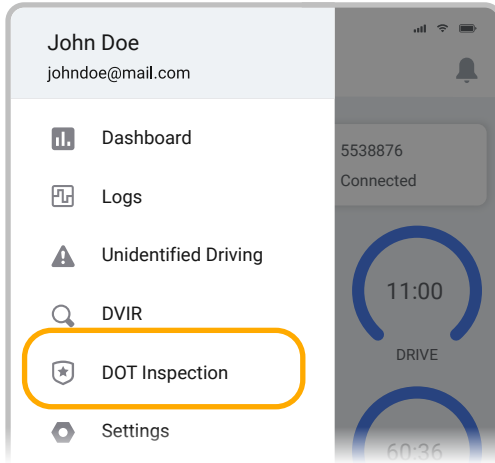 John Doe
johndoe@mail.com
Dashboard
Logs
Unidentified Driving
DVIR
DOT Inspection
Settings
5538876
Connected
11:00
DRIVE
60:36